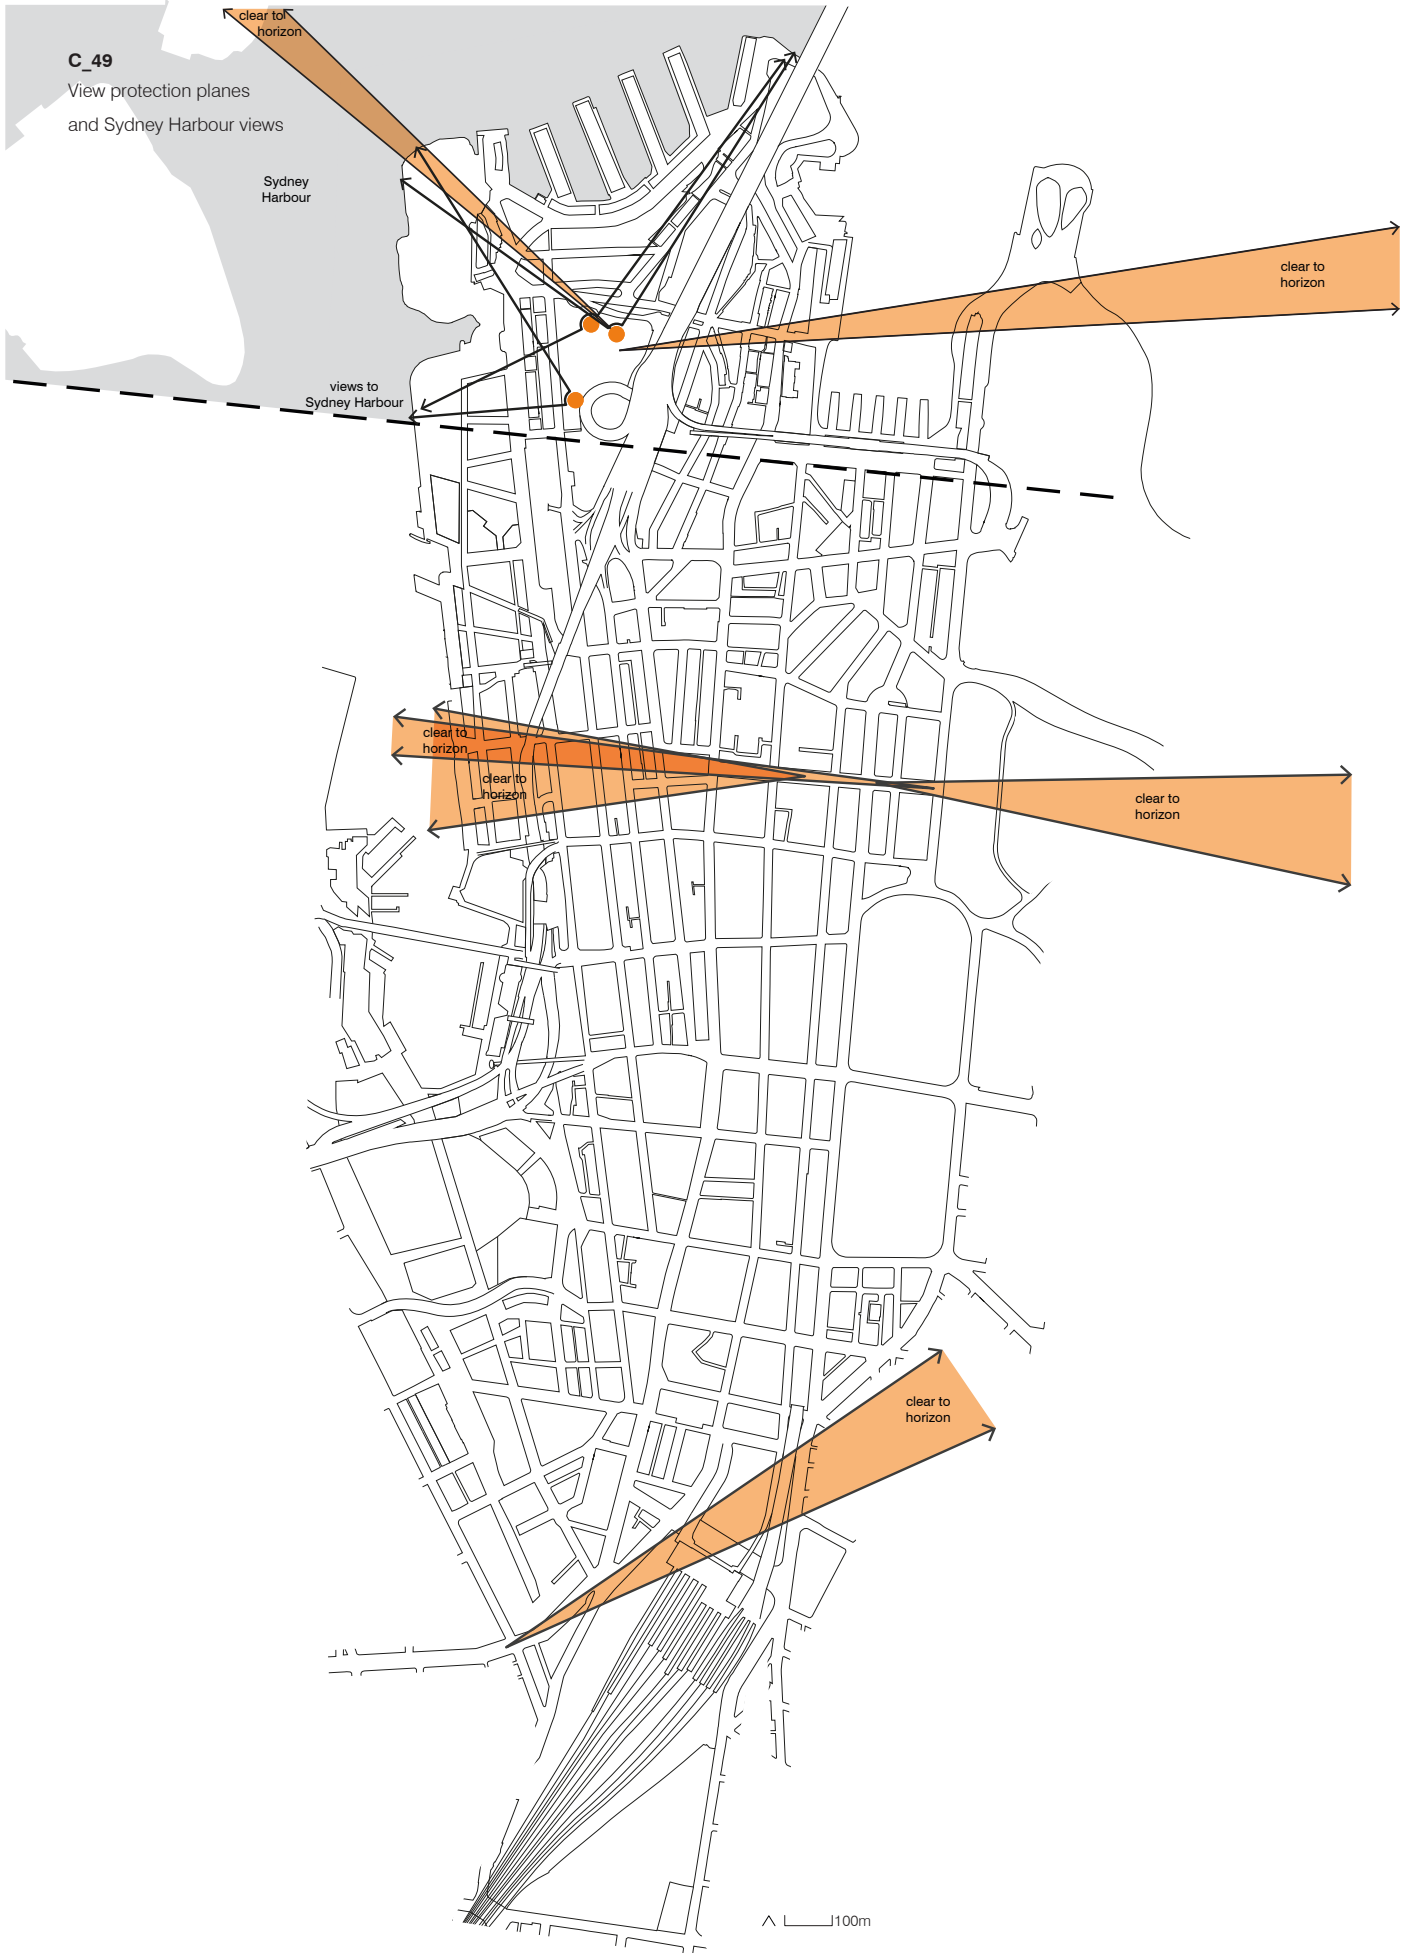 clear to
horizon
C_49
View protection planes
and Sydney Harbour views
Sydney
Harbour
clear to
horizon
views to
Sydney Harbour
clear to
horizon
clear to
horizon
clear to
horizon
clear to
horizon
100m